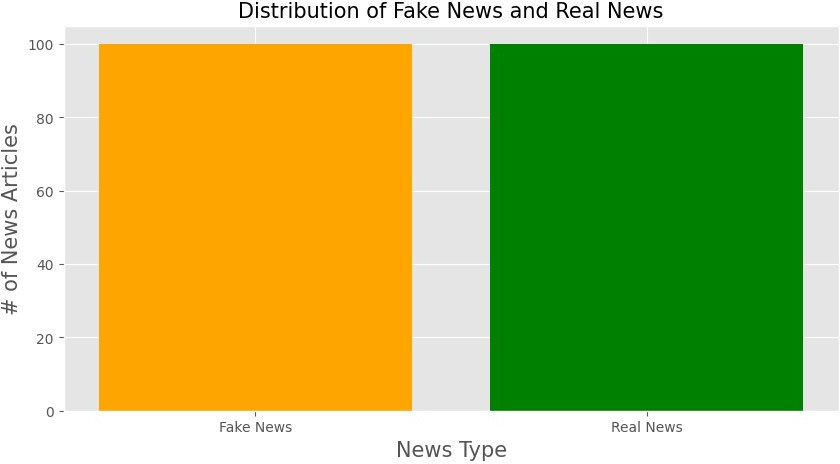 Distribution of Fake News and Real News
# of News Articles
100
80
60
40
20
0
Fake News
Real News
News Type